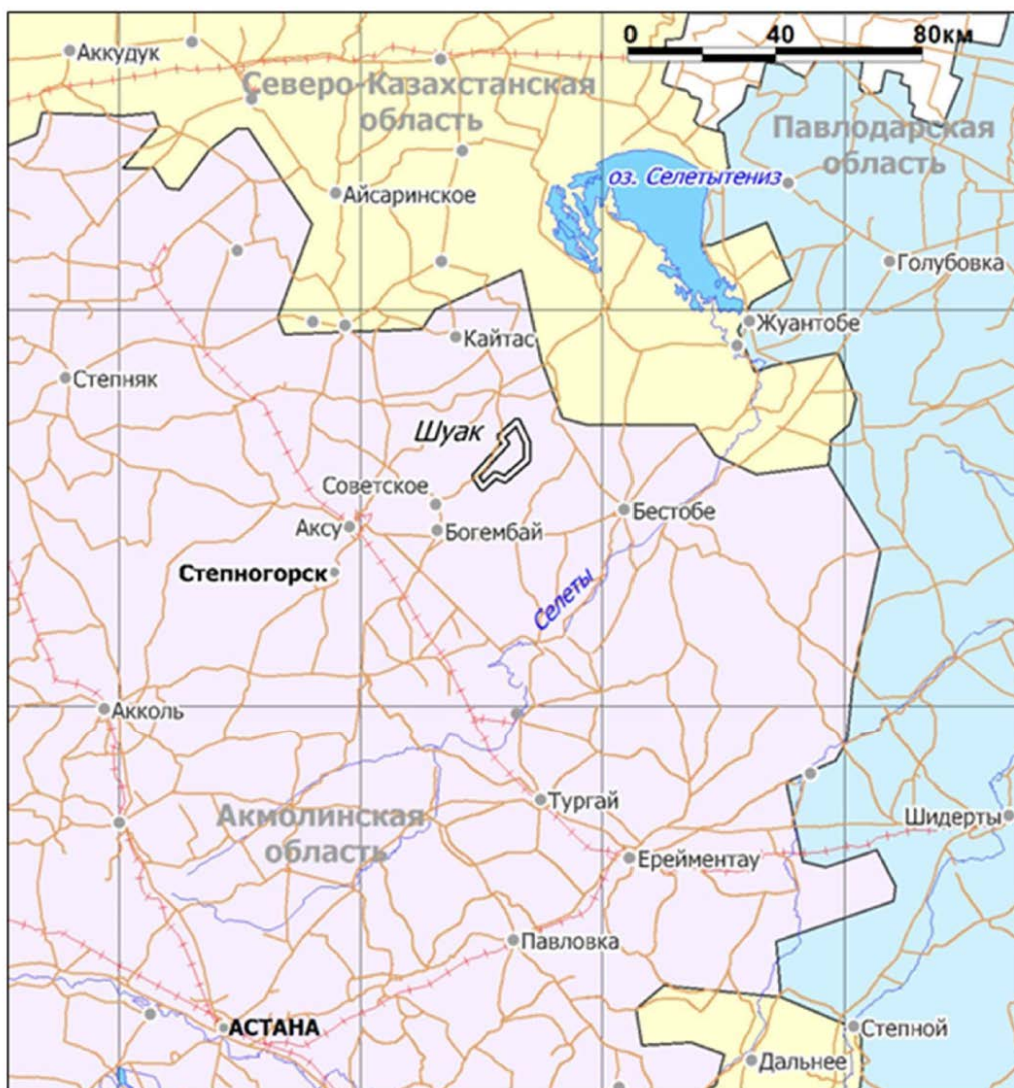 0 40 80км
Аккудук
Северо-Казахстанская
область
Павлодарская
область
оз. Селетытениз
Айсаринское
Голубовка
Жуантобе
Кайтас
Степняк
Шуак
Советское
Бестобе
Аксу
Богембай
Степногорск
Селеты
Акколь
Тургай
Акмолинская
область
Шидерты
Ерейментау
Павловка
АСТАНА
Степной
Дальнее